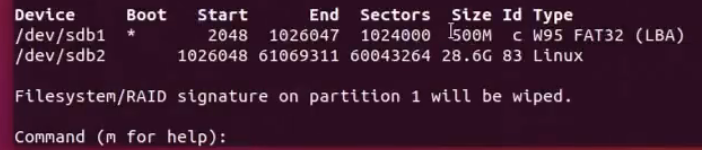 Device Boot Start End Sectors Size Id Type
/dev/sdb1 * 2048 1026047 1024000 500M c W95 FAT32 (LBA)
/dev/sdb2 1026048 61069311 60043264 28.6G 83 Linux
Filesystem/RAID signature on partition 1 will be wiped.
Command (m for help):